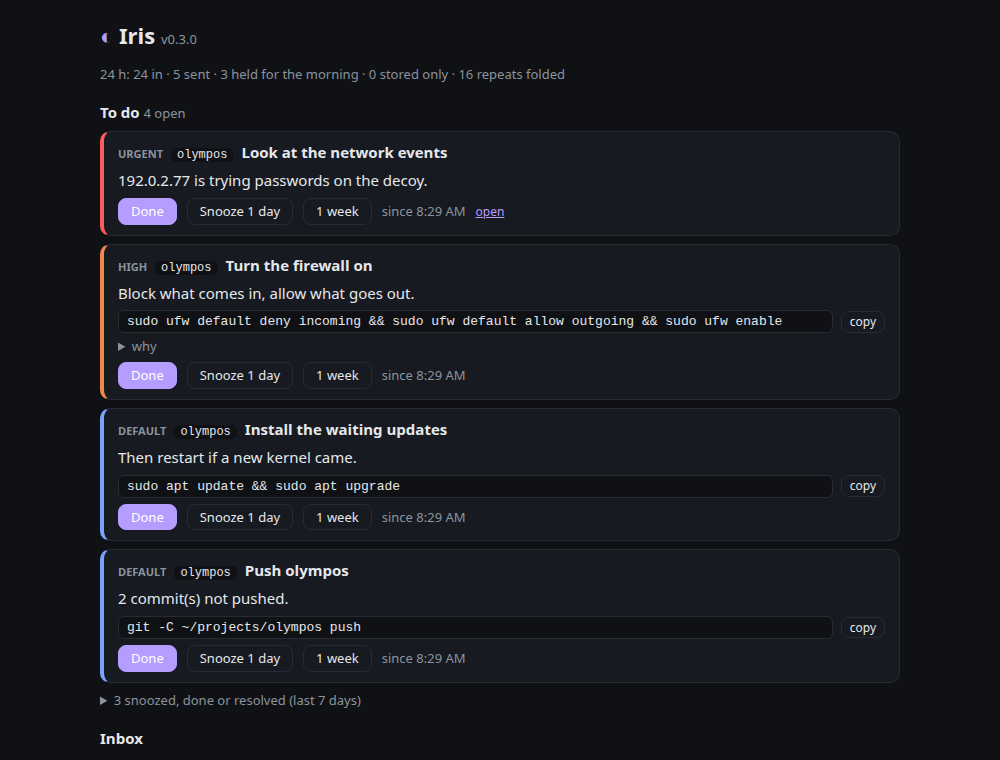 Iris v0.3.0
24 h: 24 in · 5 sent · 3 held for the morning · 0 stored only · 16 repeats folded
To do 4 open
URGENT olympos Look at the network events
192.0.2.77 is trying passwords on the decoy.
Done Snooze 1 day 1 week since 8:29 AM open
HIGH olympos Turn the firewall on
Block what comes in, allow what goes out.
sudo ufw default deny incoming && sudo ufw default allow outgoing && sudo ufw enable copy
why
Done Snooze 1 day 1 week since 8:29 AM
DEFAULT olympos Install the waiting updates
Then restart if a new kernel came.
sudo apt update && sudo apt upgrade copy
Done Snooze 1 day 1 week since 8:29 AM
DEFAULT olympos Push olympos
2 commit(s) not pushed.
git -C ~/projects/olympos push copy
Done Snooze 1 day 1 week since 8:29 AM
3 snoozed, done or resolved (last 7 days)
Inbox